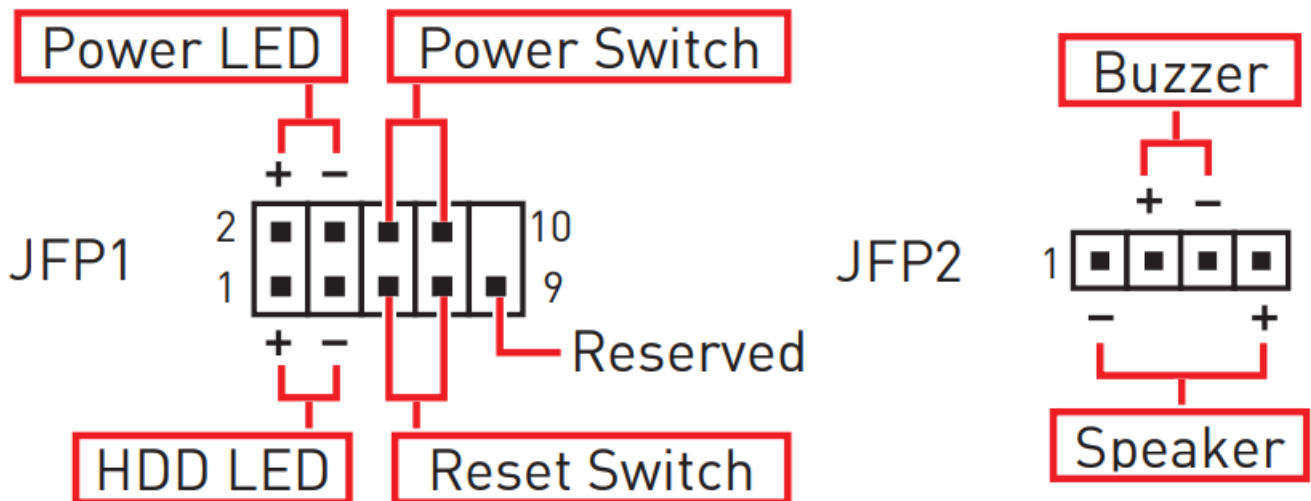 Power LED
Power Switch
Buzzer
+ −
+ −
2
10
JFP1
JFP2
1
1
9
− +
+ −
Reserved
HDD LED
Reset Switch
Speaker